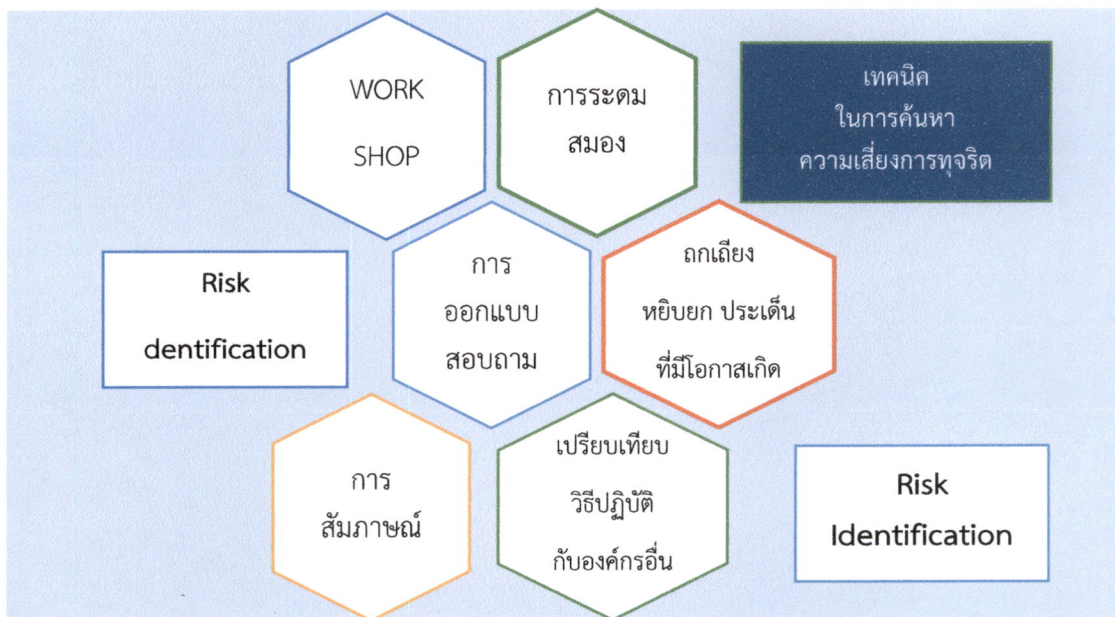 WORK
SHOP
การระดม
สมอง
เทคนิค
ในการค้นหา
ความเสี่ยงการทุจริต
Risk
dentification
การ
ออกแบบ
สอบถาม
ถกเถียง
หยิบยก ประเด็น
ที่มีโอกาสเกิด
การ
สัมภาษณ์
เปรียบเทียบ
วิธีปฏิบัติ
กับองค์กรอื่น
Risk
Identification